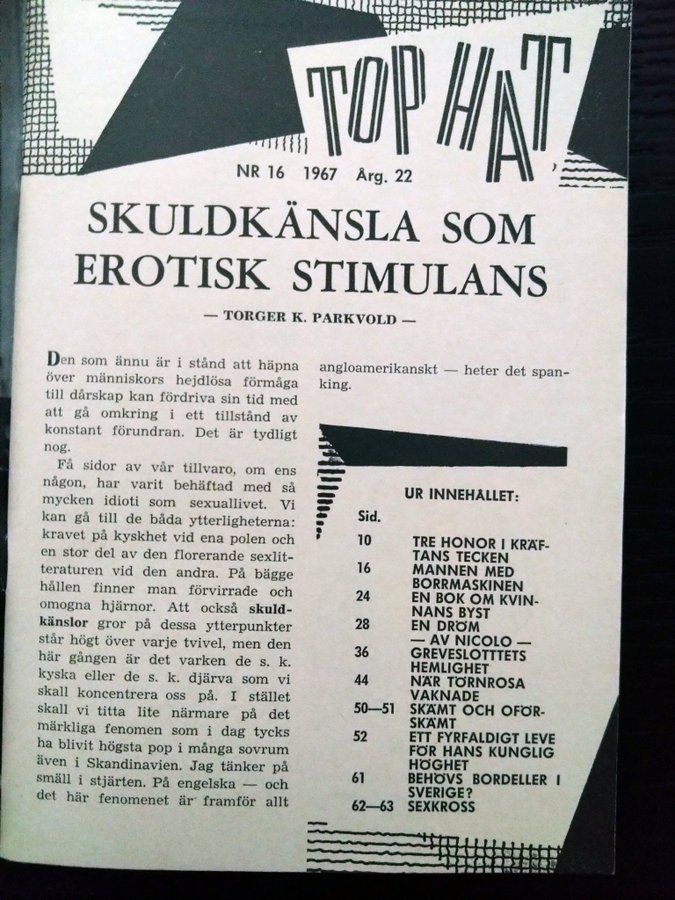 TOP HAT
NR 16 1967 Årg. 22
SKULDKÄNSLA SOM
EROTISK STIMULANS
— TORGER K. PARKVOLD —
Den som ännu är i stånd att häpna
över människors hejdlösa förmåga
till dårskap kan fördriva sin tid med
att gå omkring i ett tillstånd av
konstant förundran. Det är tydligt
nog.
Få sidor av vår tillvaro, om ens
någon, har varit behäftad med så
mycken idioti som sexuallivet. Vi
kan gå till de båda ytterligheterna:
kravet på kyskhet vid ena polen och
en stor del av den florerande sexlit-
teraturen vid den andra. På bägge
hållen finner man förvirrade och
omogna hjärnor. Att också skuld-
känslor gror på dessa ytterpunkter
står högt över varje tvivel, men den
här gången är det varken de s. k.
kyska eller de s. k. djärva som vi
skall koncentrera oss på. I stället
skall vi titta lite närmare på det
märkliga fenomen som i dag tycks
ha blivit högsta pop i många sovrum
även i Skandinavien. Jag tänker på
smäll i stjärten. På engelska — och
det här fenomenet är framför allt
angloamerikanskt — heter det span-
king.
UR INNEHALLET:
Sid.
10 TRE HONOR I KRÄF-
TANS TECKEN
16 MANNEN MED
BORRMASKINEN
24 EN BOK OM KVIN-
NANS BYST
28 EN DRÖM
— AV NICOLO —
36 GREVESLOTTTETS
HEMLIGHET
44 NÄR TÖRNROSA
VAKNADE
50—51 SKÄMT OCH OFÖR-
SKÄMT
52 ETT FYRFALDIGT LEVE
FÖR HANS KUNGLIG
HÖGHET
61 BEHÖVS BORDELLER I
SVERIGE?
62—63 SEXKROSS